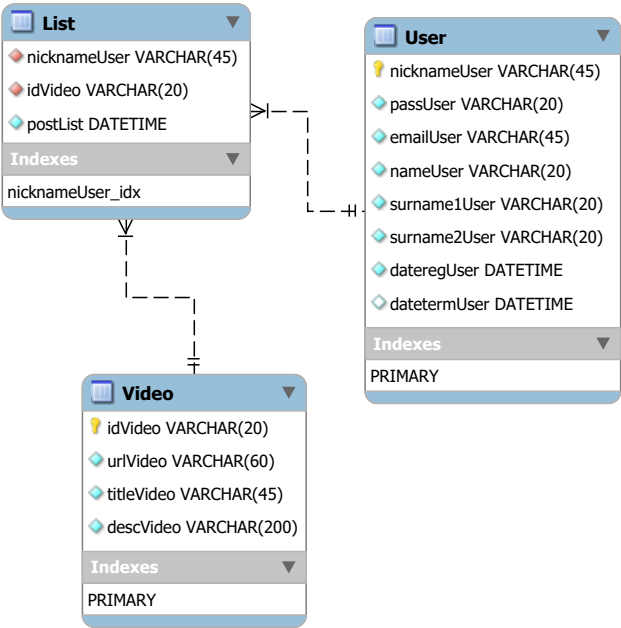 List
nicknameUser VARCHAR(45)
idVideo VARCHAR(20)
postList DATETIME
Indexes
nicknameUser_idx
User
nicknameUser VARCHAR(45)
passUser VARCHAR(20)
emailUser VARCHAR(45)
nameUser VARCHAR(20)
surname1User VARCHAR(20)
surname2User VARCHAR(20)
dateregUser DATETIME
datetermUser DATETIME
Indexes
PRIMARY
Video
idVideo VARCHAR(20)
urlVideo VARCHAR(60)
titleVideo VARCHAR(45)
descVideo VARCHAR(200)
Indexes
PRIMARY